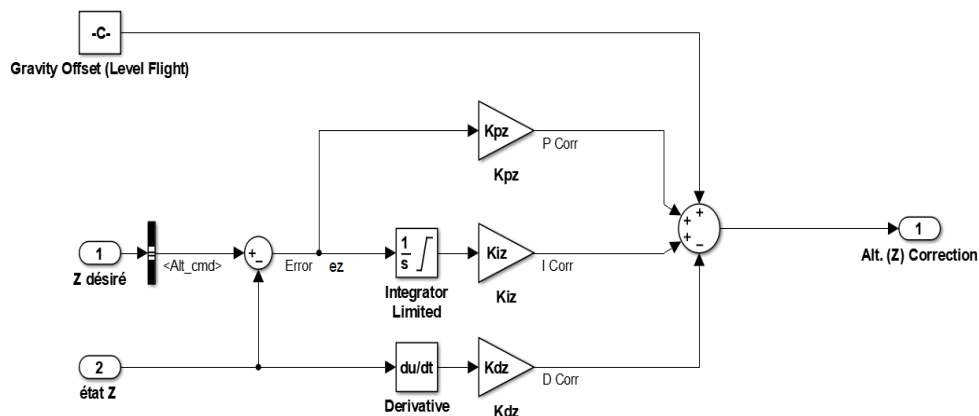 -C-
Gravity Offset (Level Flight)
Kpz
P Corr
Kpz
+
+
+
−
1
Z désiré
<Alt_cmd>
+
−
Error
ez
1
s
Integrator
Limited
Kiz
I Corr
Kiz
1
Alt. (Z) Correction
2
état Z
du/dt
Derivative
Kdz
D Corr
Kdz